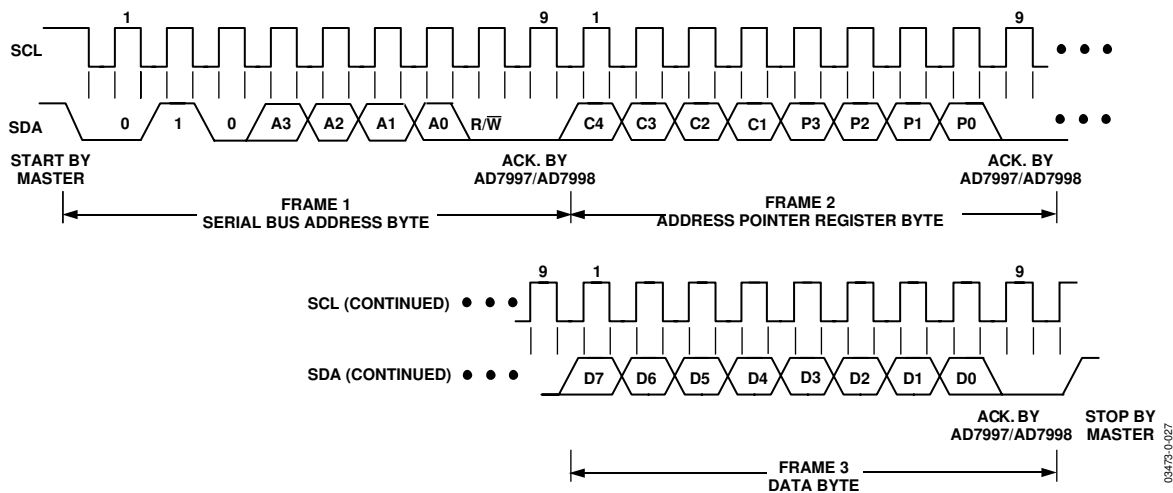 1 9 1 9
SCL
SDA 0 1 0 A3 A2 A1 A0 R/W̅ C4 C3 C2 C1 P3 P2 P1 P0
START BY MASTER
ACK. BY AD7997/AD7998
ACK. BY AD7997/AD7998
FRAME 1
SERIAL BUS ADDRESS BYTE
FRAME 2
ADDRESS POINTER REGISTER BYTE
9 1 9
SCL (CONTINUED)
SDA (CONTINUED) D7 D6 D5 D4 D3 D2 D1 D0
ACK. BY AD7997/AD7998
STOP BY MASTER
FRAME 3
DATA BYTE
03473-0-027